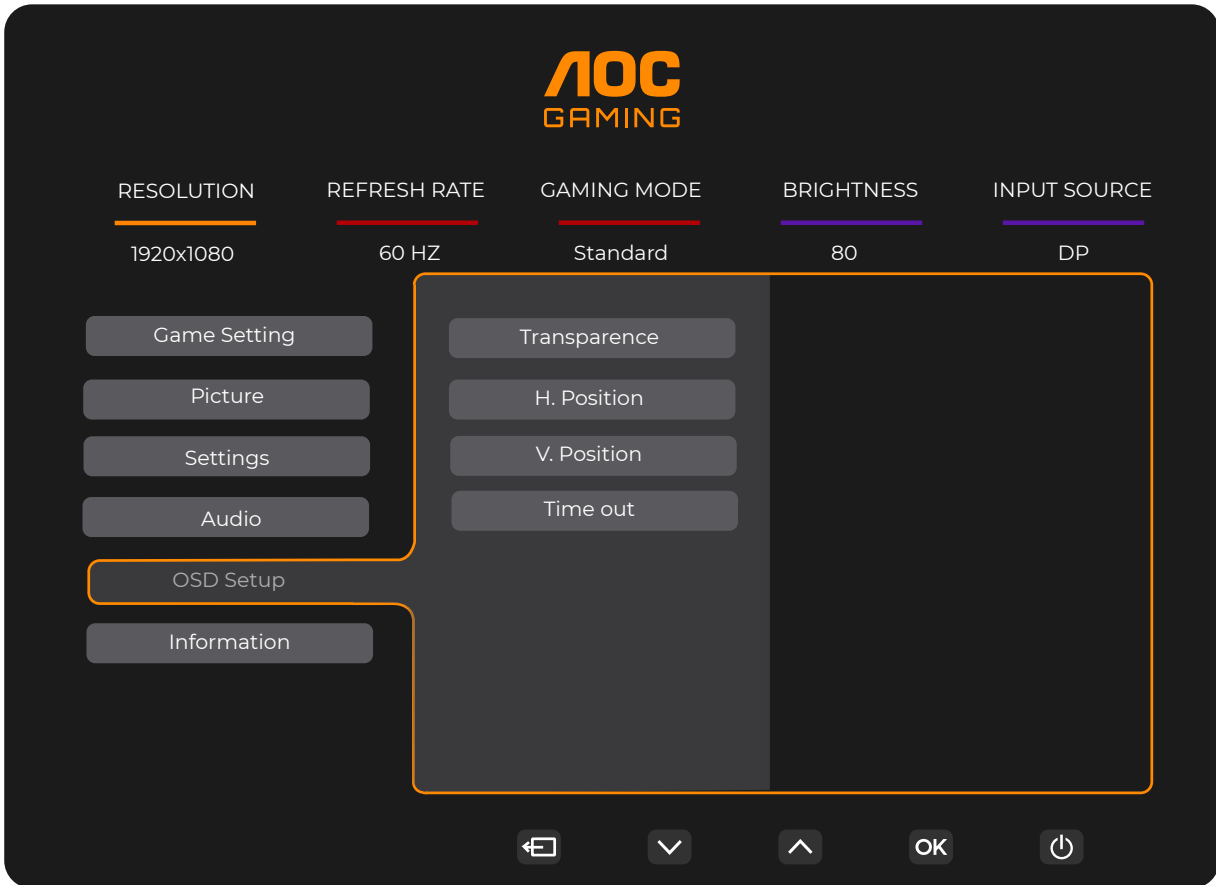 AOC
GAMING
RESOLUTION REFRESH RATE GAMING MODE BRIGHTNESS INPUT SOURCE
1920x1080 60 HZ Standard 80 DP
Game Setting
Picture
Settings
Audio
OSD Setup
Information
Transparence
H. Position
V. Position
Time out
OK